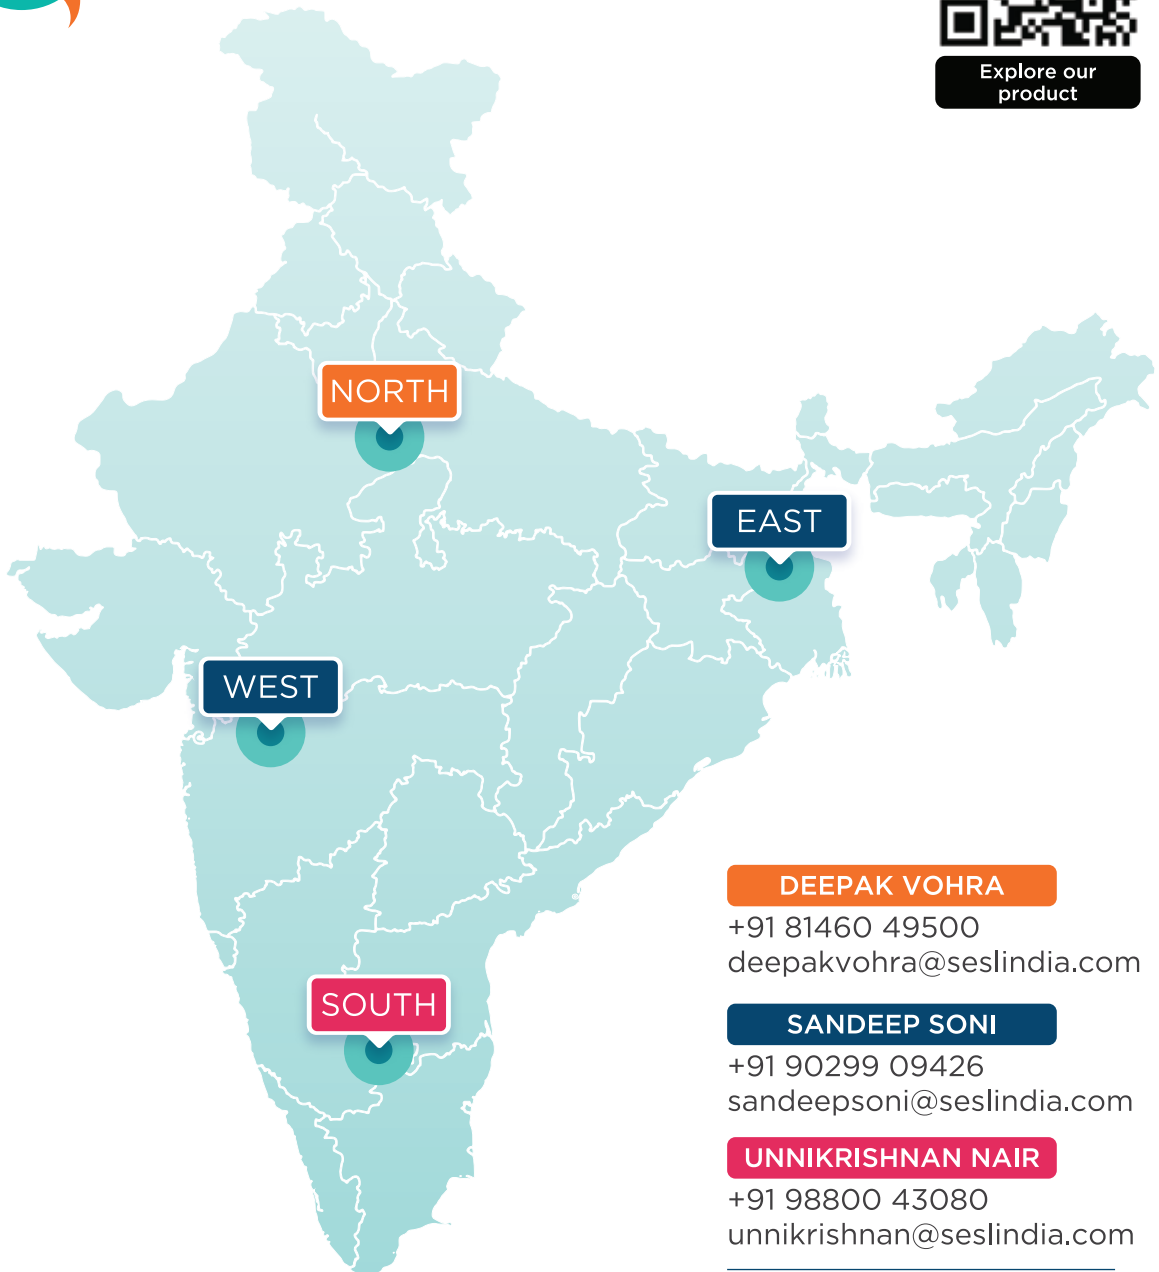 Explore our
product
NORTH
EAST
WEST
SOUTH
DEEPAK VOHRA
+91 81460 49500
deepakvohra@seslindia.com
SANDEEP SONI
+91 90299 09426
sandeepsoni@seslindia.com
UNNIKRISHNAN NAIR
+91 98800 43080
unnikrishnan@seslindia.com